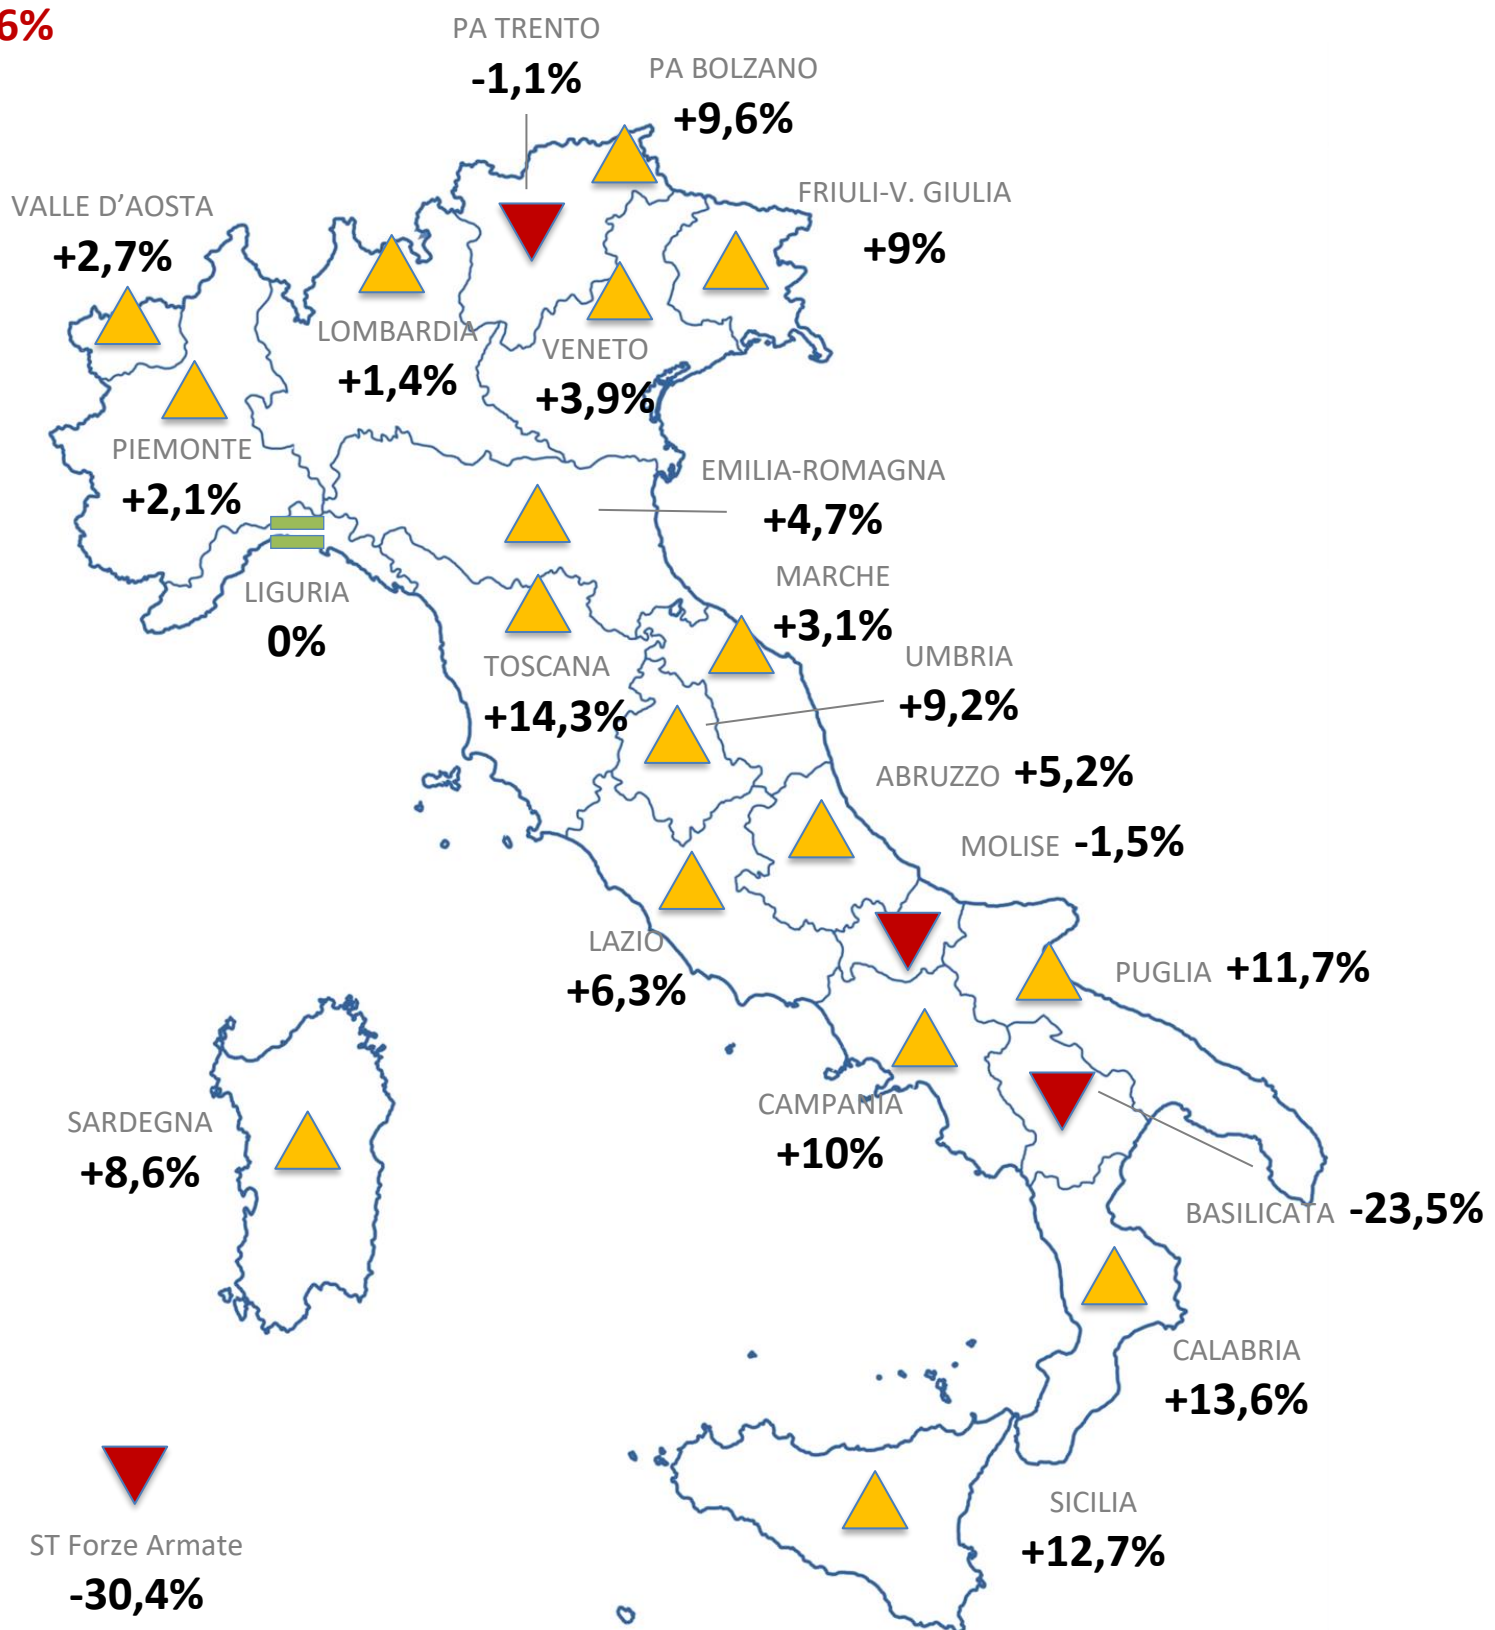 6%
PA TRENTO
-1,1%
PA BOLZANO
+9,6%
VALLE D’AOSTA
+2,7%
FRIULI-V. GIULIA
+9%
LOMBARDIA
+1,4%
VENETO
+3,9%
PIEMONTE
+2,1%
EMILIA-ROMAGNA
+4,7%
LIGURIA
0%
MARCHE
+3,1%
TOSCANA
+14,3%
UMBRIA
+9,2%
ABRUZZO +5,2%
MOLISE -1,5%
LAZIO
+6,3%
PUGLIA +11,7%
CAMPANIA
+10%
SARDEGNA
+8,6%
BASILICATA -23,5%
CALABRIA
+13,6%
SICILIA
+12,7%
ST Forze Armate
-30,4%